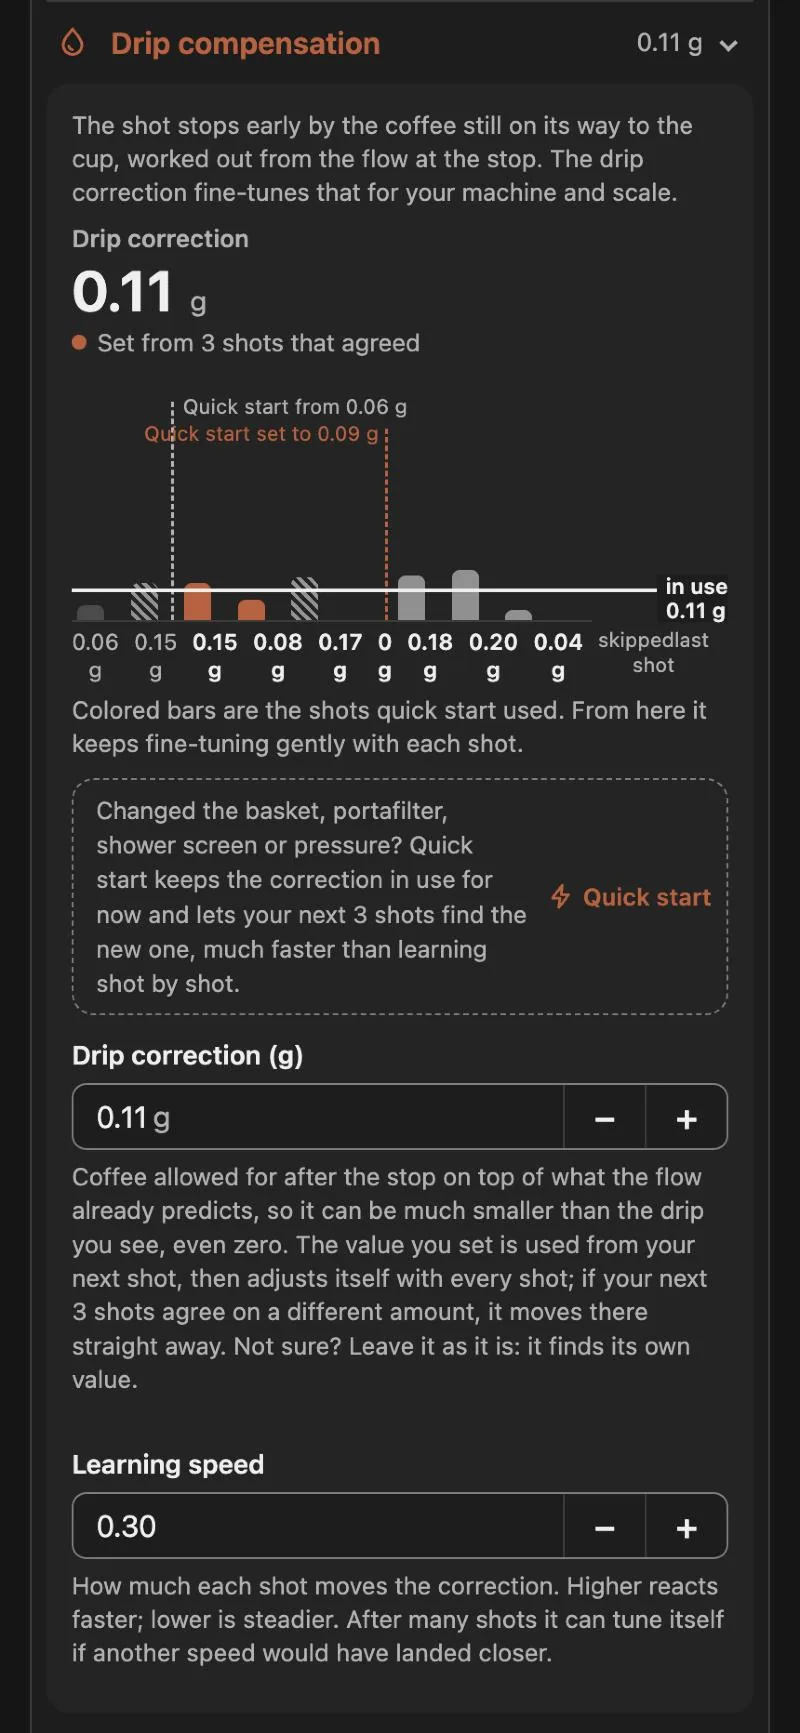 Drip compensation 0.11 g
The shot stops early by the coffee still on its way to the
cup, worked out from the flow at the stop. The drip
correction fine-tunes that for your machine and scale.
Drip correction
0.11 g
Set from 3 shots that agreed
Quick start from 0.06 g
Quick start set to 0.09 g
in use
0.11 g
0.06 0.15 0.15 0.08 0.17 0 0.18 0.20 0.04 skipped last
g g g g g g g g g shot
Colored bars are the shots quick start used. From here it
keeps fine-tuning gently with each shot.
Changed the basket, portafilter,
shower screen or pressure? Quick
start keeps the correction in use for
now and lets your next 3 shots find the
new one, much faster than learning
shot by shot.
Quick start
Drip correction (g)
0.11 g − +
Coffee allowed for after the stop on top of what the flow
already predicts, so it can be much smaller than the drip
you see, even zero. The value you set is used from your
next shot, then adjusts itself with every shot; if your next
3 shots agree on a different amount, it moves there
straight away. Not sure? Leave it as it is: it finds its own
value.
Learning speed
0.30 − +
How much each shot moves the correction. Higher reacts
faster; lower is steadier. After many shots it can tune itself
if another speed would have landed closer.